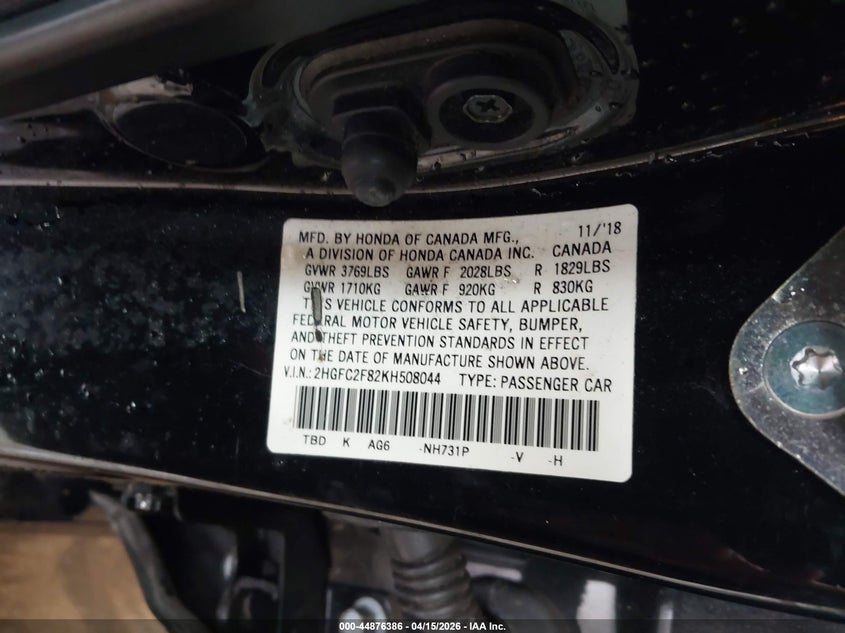 MFD. BY HONDA OF CANADA MFG., 11/'18
A DIVISION OF HONDA CANADA INC. CANADA
GVWR 3769LBS GAWR F 2028LBS R 1829LBS
GVWR 1710KG GAWR F 920KG R 830KG
THIS VEHICLE CONFORMS TO ALL APPLICABLE
FEDERAL MOTOR VEHICLE SAFETY, BUMPER,
AND THEFT PREVENTION STANDARDS IN EFFECT
ON THE DATE OF MANUFACTURE SHOWN ABOVE.
V.I.N.: 2HGFC2F82KH508044 TYPE: PASSENGER CAR
TBD K AG6 -NH731P -V -H
000-44876386 - 04/15/2026 - IAA Inc.